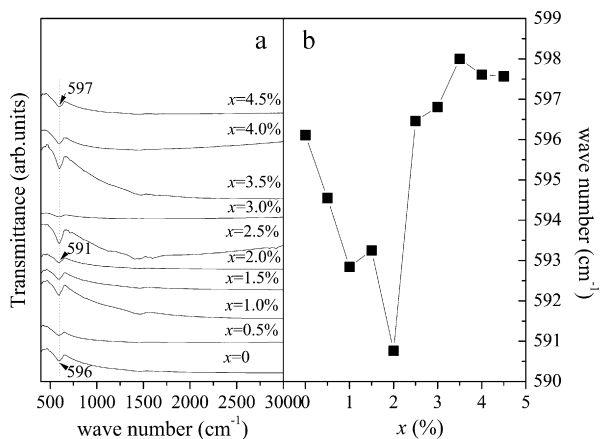 a
b
597
x=4.5%
x=4.0%
x=3.5%
x=3.0%
x=2.5%
591
x=2.0%
x=1.5%
x=1.0%
x=0.5%
x=0
596
Transmittance (arb.units)
500 1000 1500 2000 2500 3000
wave number (cm⁻¹)
0 1 2 3 4 5
x (%)
599
598
597
596
595
594
593
592
591
590
wave number (cm⁻¹)